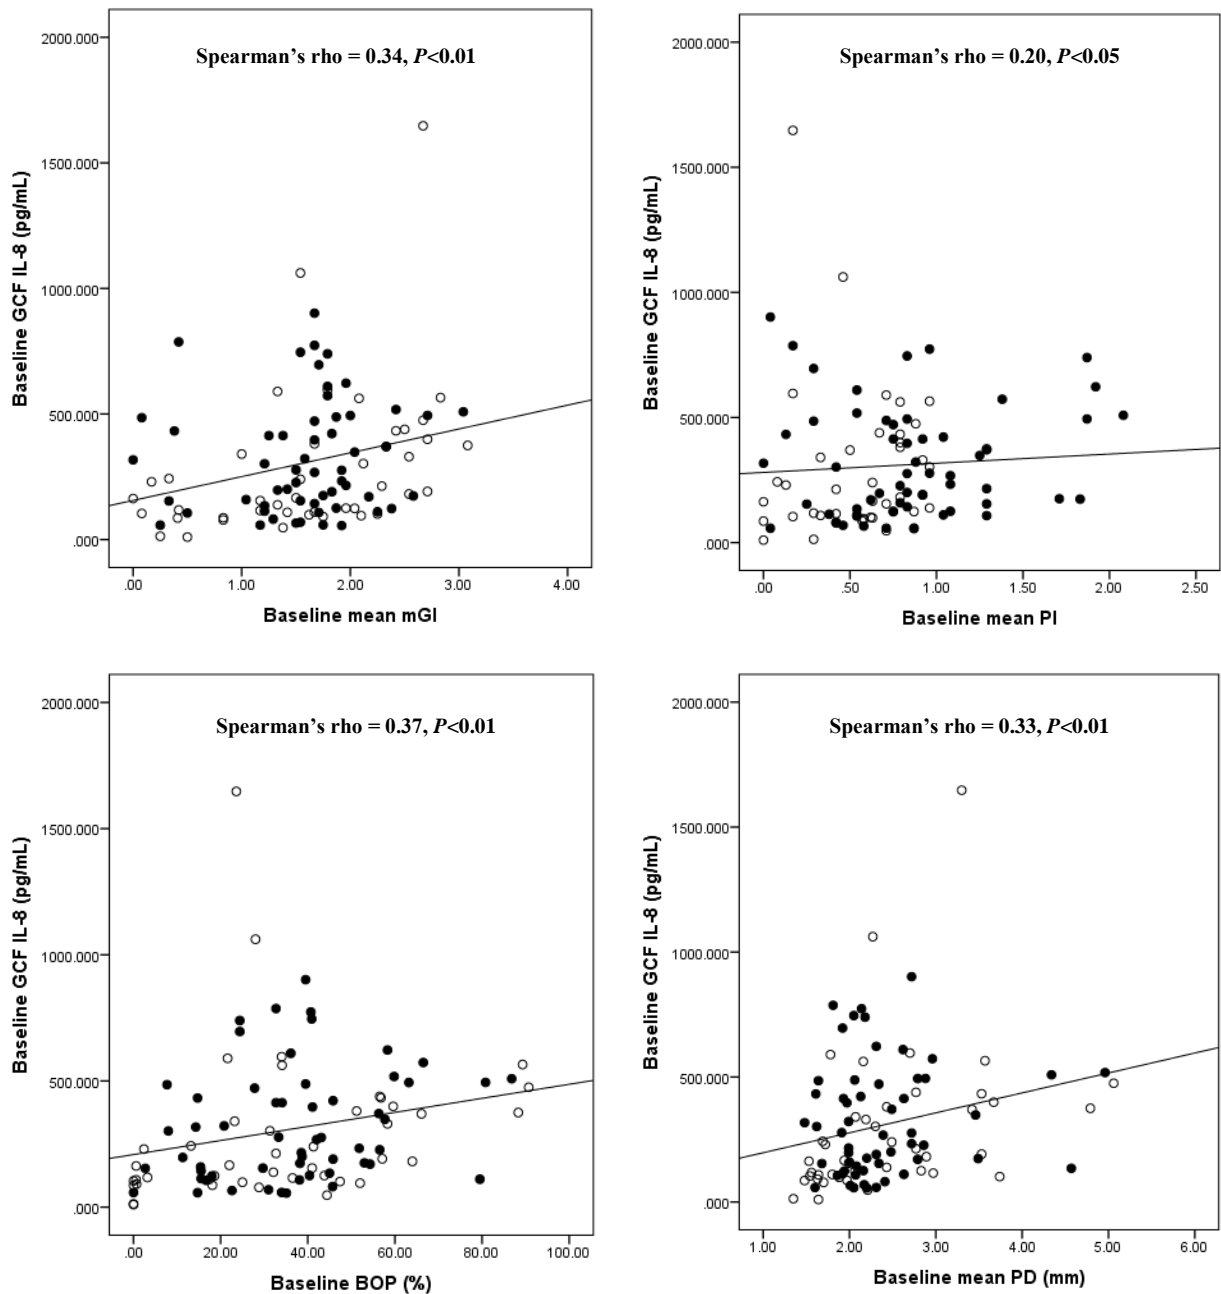 Spearman's rho = 0.34, P<0.01
2000.000
1500.000
1000.000
500.000
.000
Baseline GCF IL-8 (pg/mL)
.00 1.00 2.00 3.00 4.00
Baseline mean mGI
Spearman's rho = 0.20, P<0.05
2000.000
1500.000
1000.000
500.000
.000
Baseline GCF IL-8 (pg/mL)
.00 .50 1.00 1.50 2.00 2.50
Baseline mean PI
Spearman's rho = 0.37, P<0.01
2000.000
1500.000
1000.000
500.000
.000
Baseline GCF IL-8 (pg/mL)
.00 20.00 40.00 60.00 80.00 100.00
Baseline BOP (%)
Spearman's rho = 0.33, P<0.01
2000.000
1500.000
1000.000
500.000
.000
Baseline GCF IL-8 (pg/mL)
1.00 2.00 3.00 4.00 5.00 6.00
Baseline mean PD (mm)